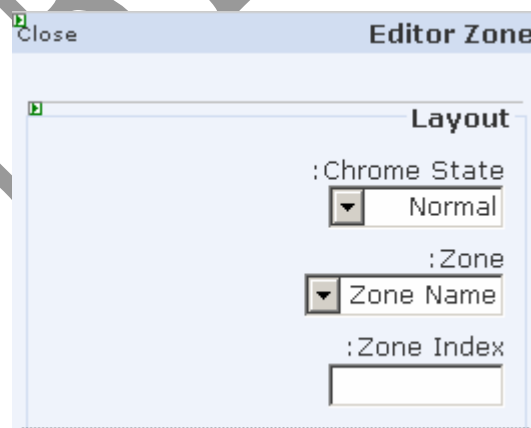 Close Editor Zone
Layout
:Chrome State
Normal
:Zone
Zone Name
:Zone Index